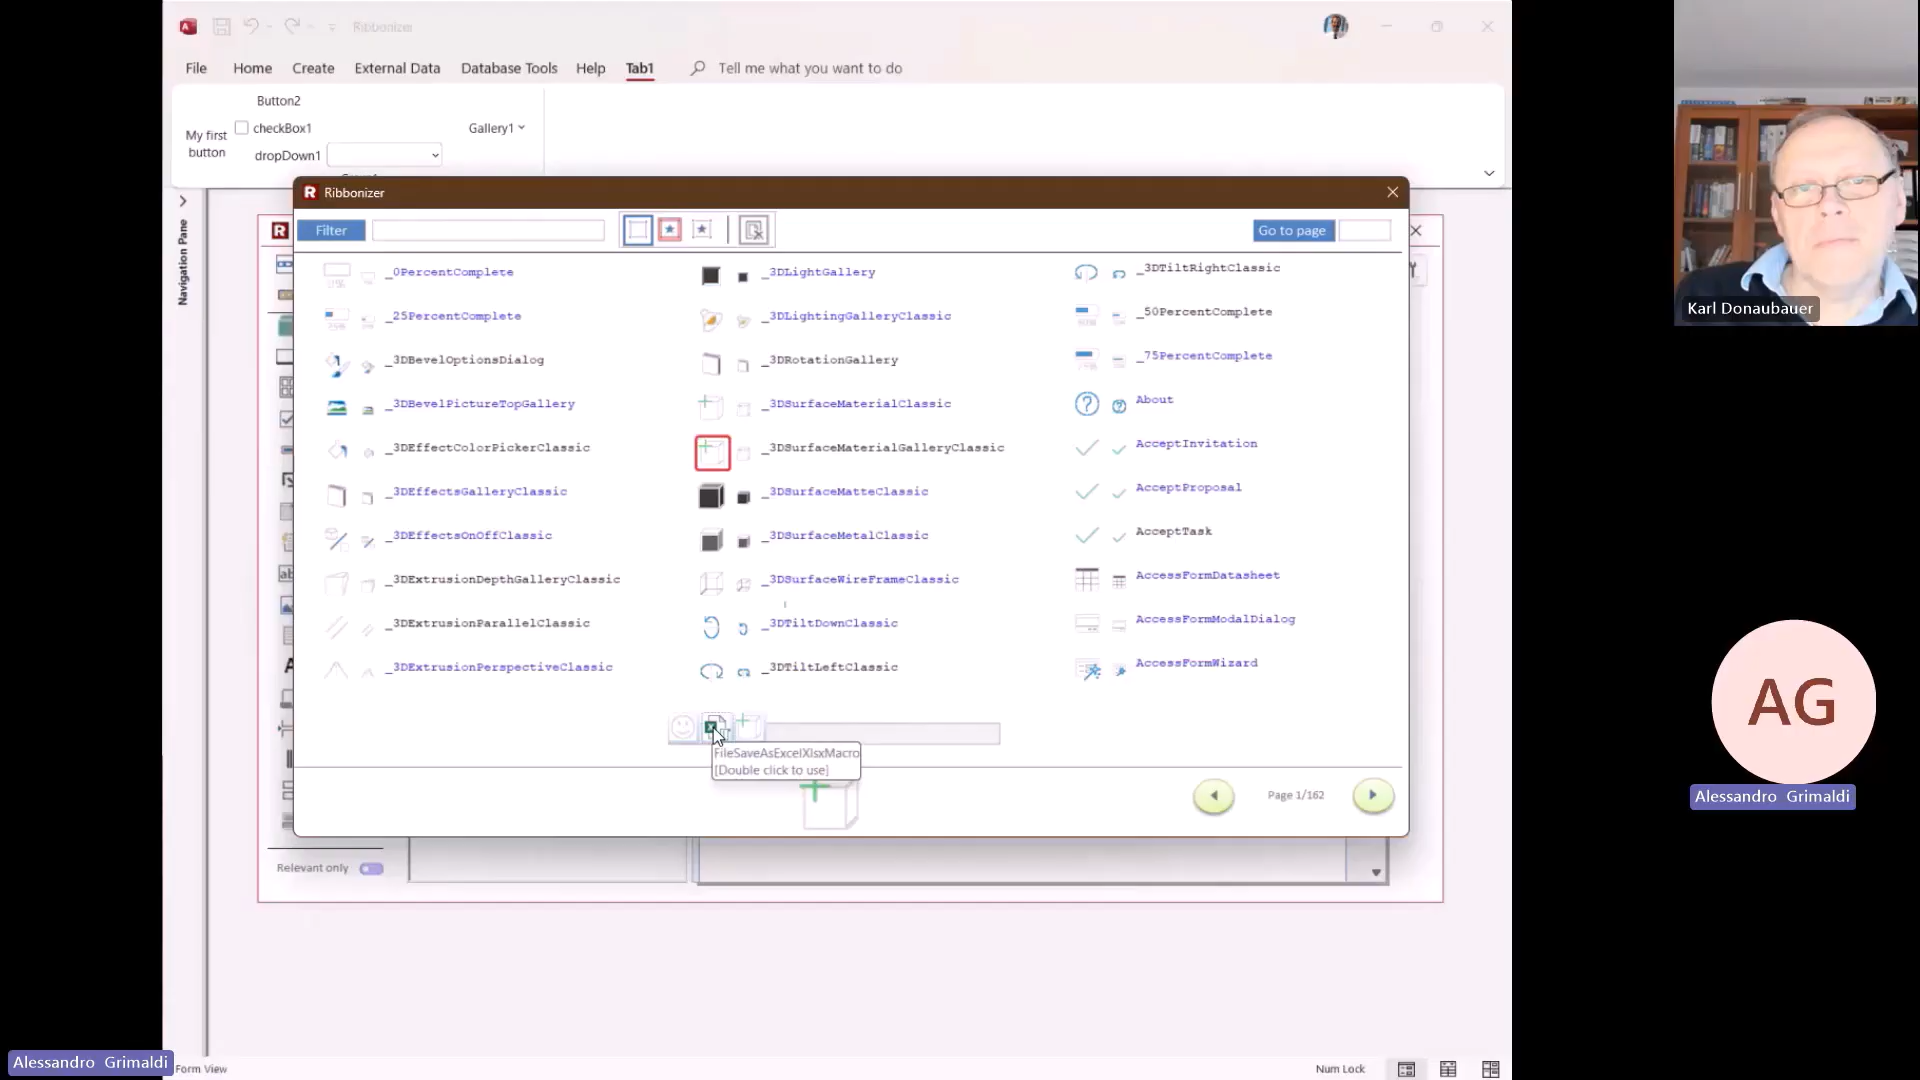 Ribbonizer
File Home Create External Data Database Tools Help Tab1 Tell me what you want to do
Button2
My first button
checkBox1
dropDown1
Gallery1
Navigation Pane
Ribbonizer
Filter
Go to page
_0PercentComplete
_25PercentComplete
_3DBevelOptionsDialog
_3DBevelPictureTopGallery
_3DEffectColorPickerClassic
_3DEffectsGalleryClassic
_3DEffectsOnOffClassic
_3DExtrusionDepthGalleryClassic
_3DExtrusionParallelClassic
_3DExtrusionPerspectiveClassic
_3DLightGallery
_3DLightingGalleryClassic
_3DRotationGallery
_3DSurfaceMaterialClassic
_3DSurfaceMaterialGalleryClassic
_3DSurfaceMatteClassic
_3DSurfaceMetalClassic
_3DSurfaceWireFrameClassic
_3DTiltDownClassic
_3DTiltLeftClassic
_3DTiltRightClassic
_50PercentComplete
_75PercentComplete
About
AcceptInvitation
AcceptProposal
AcceptTask
AccessFormDatasheet
AccessFormModalDialog
AccessFormWizard
FileSaveAsExcelXlsxMacro
[Double click to use]
Page 1/162
Relevant only
Form View
Num Lock
Karl Donaubauer
AG
Alessandro Grimaldi
Alessandro Grimaldi